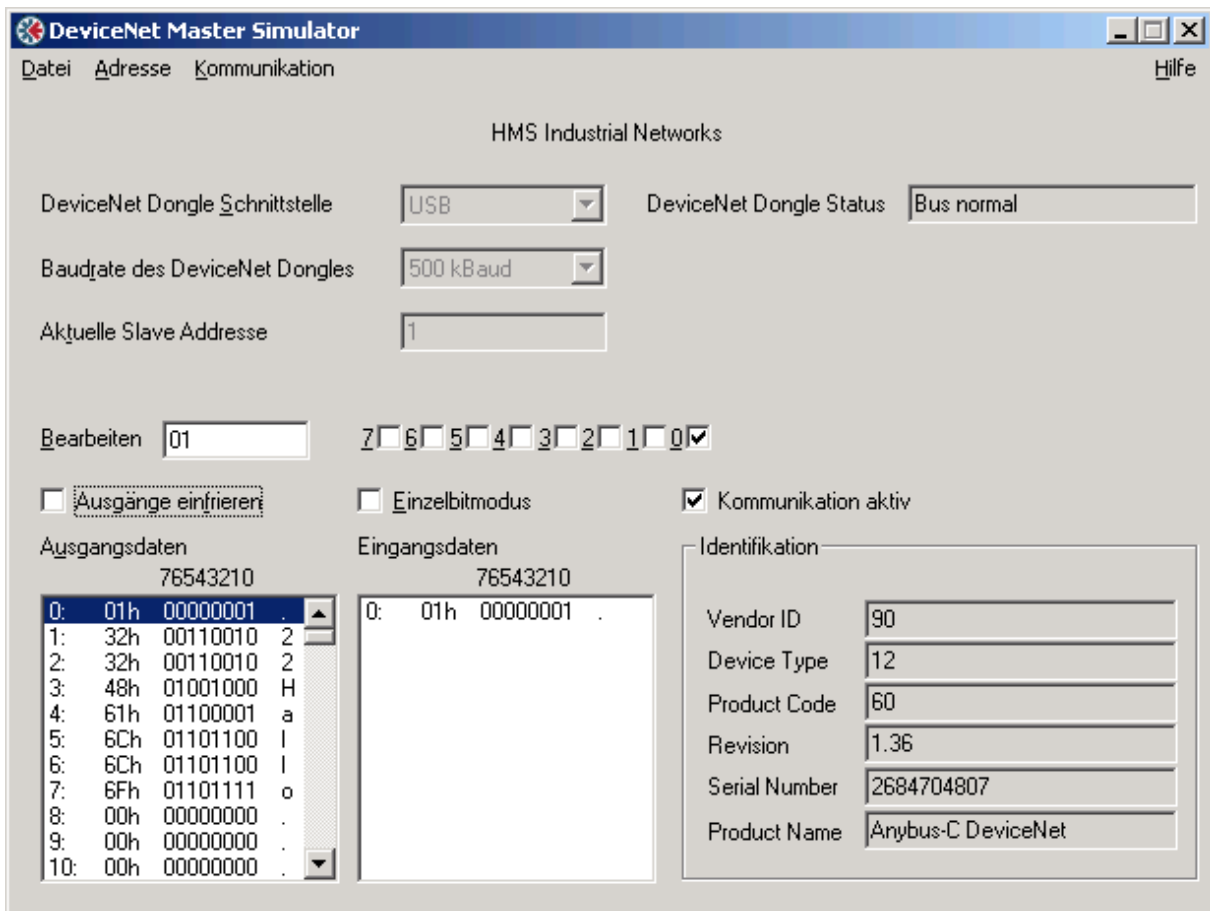 DeviceNet Master Simulator
Datei Adresse Kommunikation Hilfe
HMS Industrial Networks
DeviceNet Dongle Schnittstelle USB DeviceNet Dongle Status Bus normal
Baudrate des DeviceNet Dongles 500 kBaud
Aktuelle Slave Addresse 1
Bearbeiten 01 7 6 5 4 3 2 1 0
Ausgänge einfrieren Einzelbitmodus Kommunikation aktiv
Ausgangsdaten Eingangsdaten Identifikation
76543210 76543210
0: 01h 00000001 . 0: 01h 00000001 .
1: 32h 00110010 2 Vendor ID 90
2: 32h 00110010 2 Device Type 12
3: 48h 01001000 H
4: 61h 01100001 a Product Code 60
5: 6Ch 01101100 l Revision 1.36
6: 6Ch 01101100 l
7: 6Fh 01101111 o Serial Number 2684704807
8: 00h 00000000 .
9: 00h 00000000 . Product Name Anybus-C DeviceNet
10: 00h 00000000 .